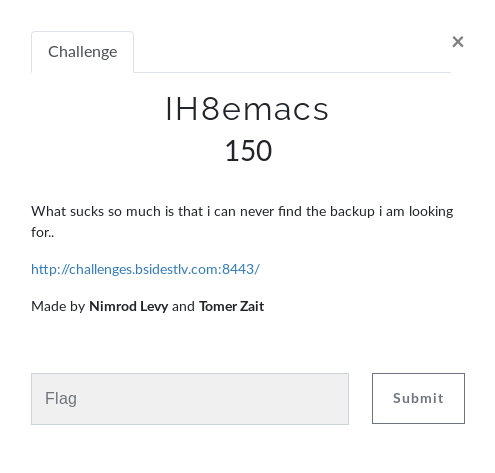 Challenge
×
IH8emacs
150
What sucks so much is that i can never find the backup i am looking
for..
http://challenges.bsidestlv.com:8443/
Made by Nimrod Levy and Tomer Zait
Flag
Submit